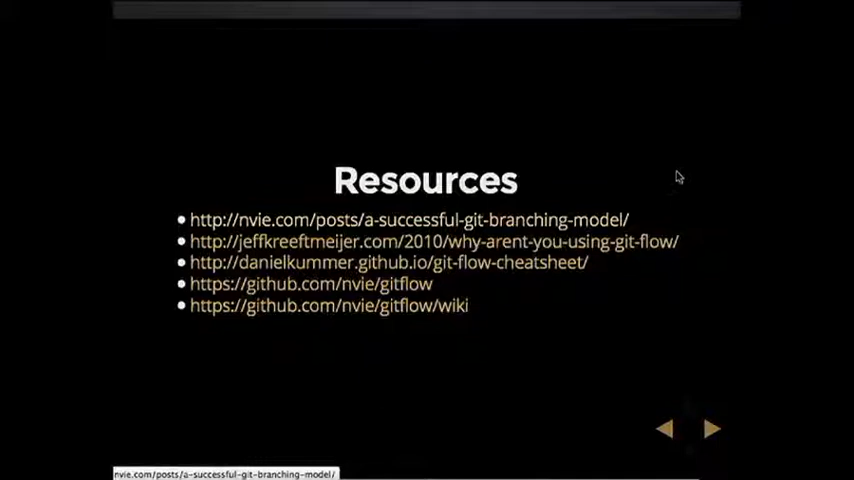 Resources
http://nvie.com/posts/a-successful-git-branching-model/
http://jeffkreeftmeijer.com/2010/why-arent-you-using-git-flow/
http://danielkummer.github.io/git-flow-cheatsheet/
https://github.com/nvie/gitflow
https://github.com/nvie/gitflow/wiki
nvie.com/posts/a-successful-git-branching-model/